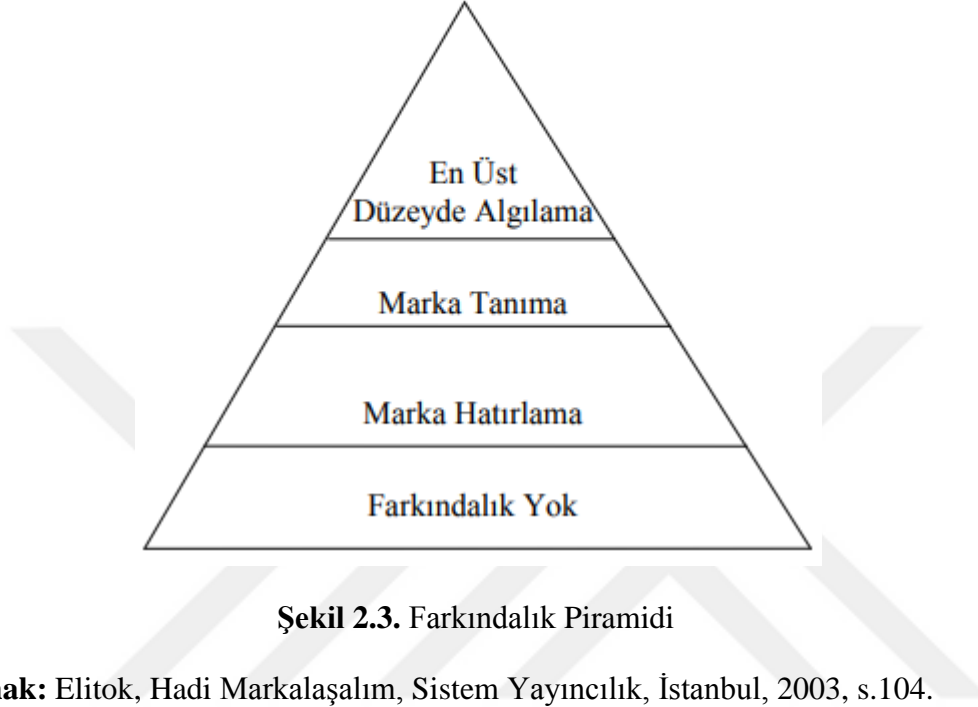 En Üst
Düzeyde Algılama
Marka Tanıma
Marka Hatırlama
Farkındalık Yok
Şekil 2.3. Farkındalık Piramidi
Elitok, Hadi Markalaşalım, Sistem Yayıncılık, İstanbul, 2003, s.104.